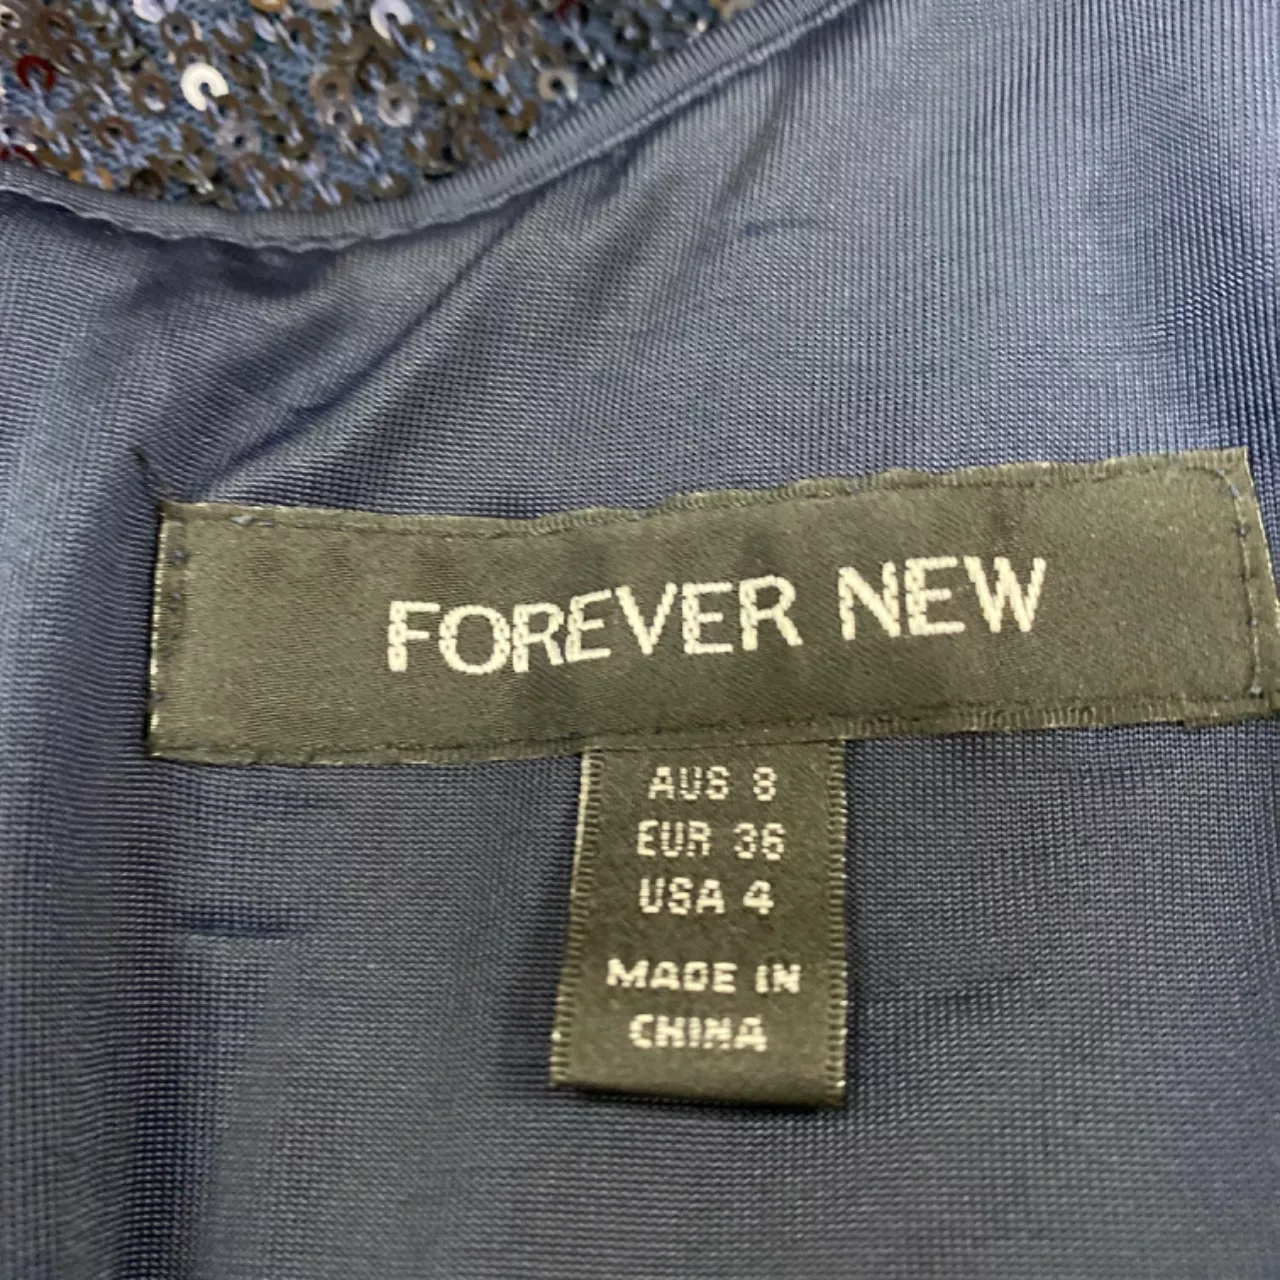 FOREVER NEW
AUS 8
EUR 36
USA 4
MADE IN
CHINA